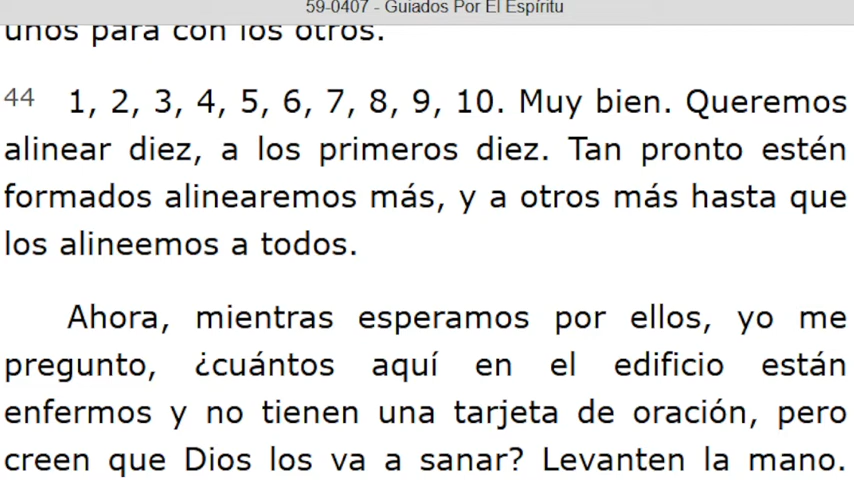 59-0407 - Guiados Por El Espíritu
unos para con los otros.
44 1, 2, 3, 4, 5, 6, 7, 8, 9, 10. Muy bien. Queremos
alinear diez, a los primeros diez. Tan pronto estén
formados alinearemos más, y a otros más hasta que
los alineemos a todos.
Ahora, mientras esperamos por ellos, yo me
pregunto, ¿cuántos aquí en el edificio están
enfermos y no tienen una tarjeta de oración, pero
creen que Dios los va a sanar? Levanten la mano.